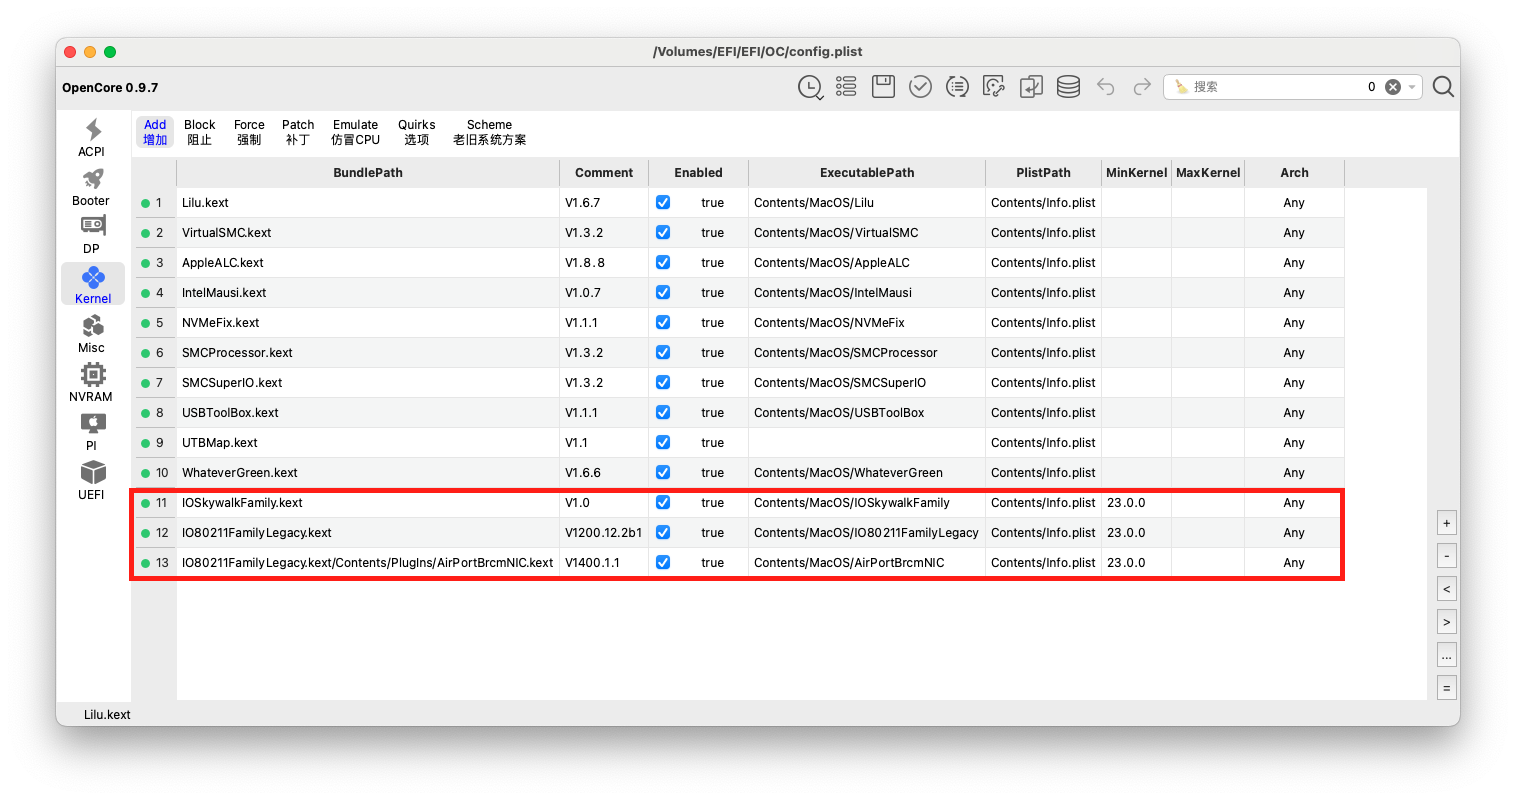 /Volumes/EFI/EFI/OC/config.plist
OpenCore 0.9.7
搜索 0
ACPI
Booter
DP
Kernel
Misc
NVRAM
PI
UEFI
Add Block Force Patch Emulate Quirks Scheme
增加 阻止 强制 补丁 仿冒CPU 选项 老旧系统方案
BundlePath Comment Enabled ExecutablePath PlistPath MinKernel MaxKernel Arch
1 Lilu.kext V1.6.7 true Contents/MacOS/Lilu Contents/Info.plist Any
2 VirtualSMC.kext V1.3.2 true Contents/MacOS/VirtualSMC Contents/Info.plist Any
3 AppleALC.kext V1.8.8 true Contents/MacOS/AppleALC Contents/Info.plist Any
4 IntelMausi.kext V1.0.7 true Contents/MacOS/IntelMausi Contents/Info.plist Any
5 NVMeFix.kext V1.1.1 true Contents/MacOS/NVMeFix Contents/Info.plist Any
6 SMCProcessor.kext V1.3.2 true Contents/MacOS/SMCProcessor Contents/Info.plist Any
7 SMCSuperIO.kext V1.3.2 true Contents/MacOS/SMCSuperIO Contents/Info.plist Any
8 USBToolBox.kext V1.1.1 true Contents/MacOS/USBToolBox Contents/Info.plist Any
9 UTBMap.kext V1.1 true Contents/Info.plist Any
10 WhateverGreen.kext V1.6.6 true Contents/MacOS/WhateverGreen Contents/Info.plist Any
11 IOSkywalkFamily.kext V1.0 true Contents/MacOS/IOSkywalkFamily Contents/Info.plist 23.0.0 Any
12 IO80211FamilyLegacy.kext V1200.12.2b1 true Contents/MacOS/IO80211FamilyLegacy Contents/Info.plist 23.0.0 Any
13 IO80211FamilyLegacy.kext/Contents/PlugIns/AirPortBrcmNIC.kext V1400.1.1 true Contents/MacOS/AirPortBrcmNIC Contents/Info.plist 23.0.0 Any
+
-
<
>
...
=
Lilu.kext